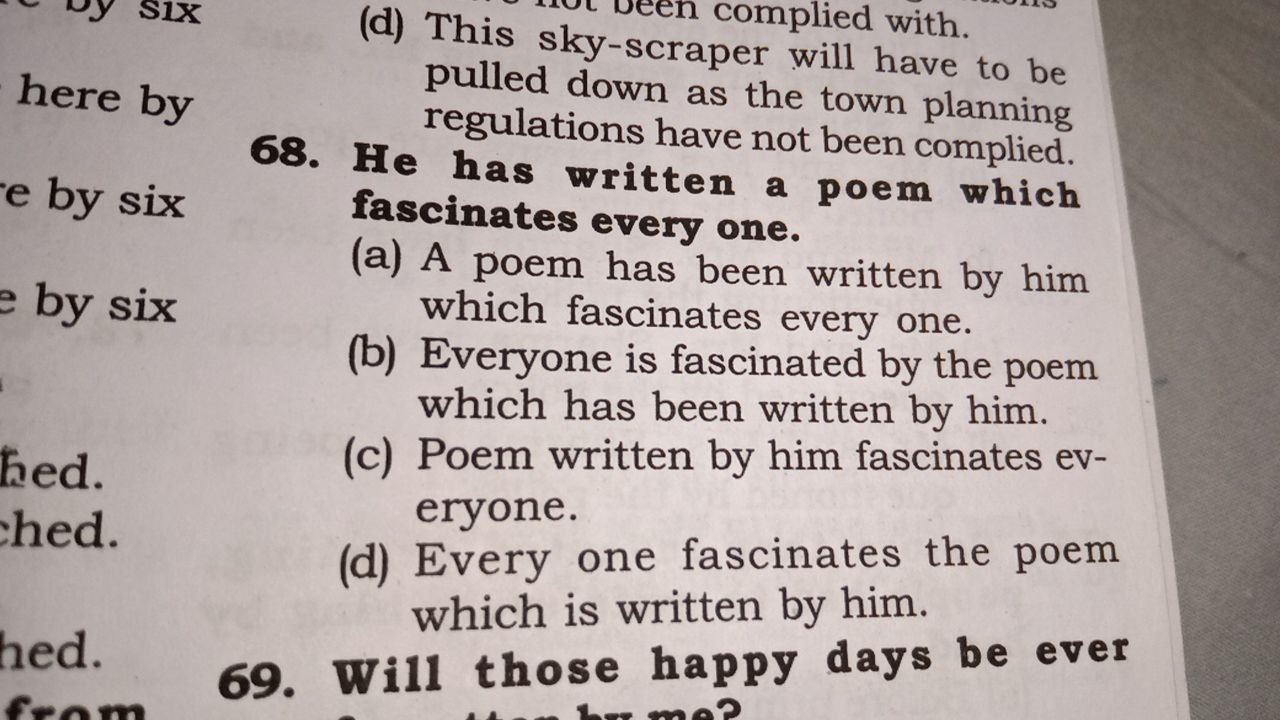 by six
here by
by six
by six
been complied with.
(d) This sky-scraper will have to be
pulled down as the town planning
regulations have not been complied.
68. He has written a poem which
fascinates every one.
(a) A poem has been written by him
which fascinates every one.
(b) Everyone is fascinated by the poem
which has been written by him.
(c) Poem written by him fascinates ev-
eryone.
(d) Every one fascinates the poem
which is written by him.
69. Will those happy days be ever
by me?
hed.
ched.
hed.
from